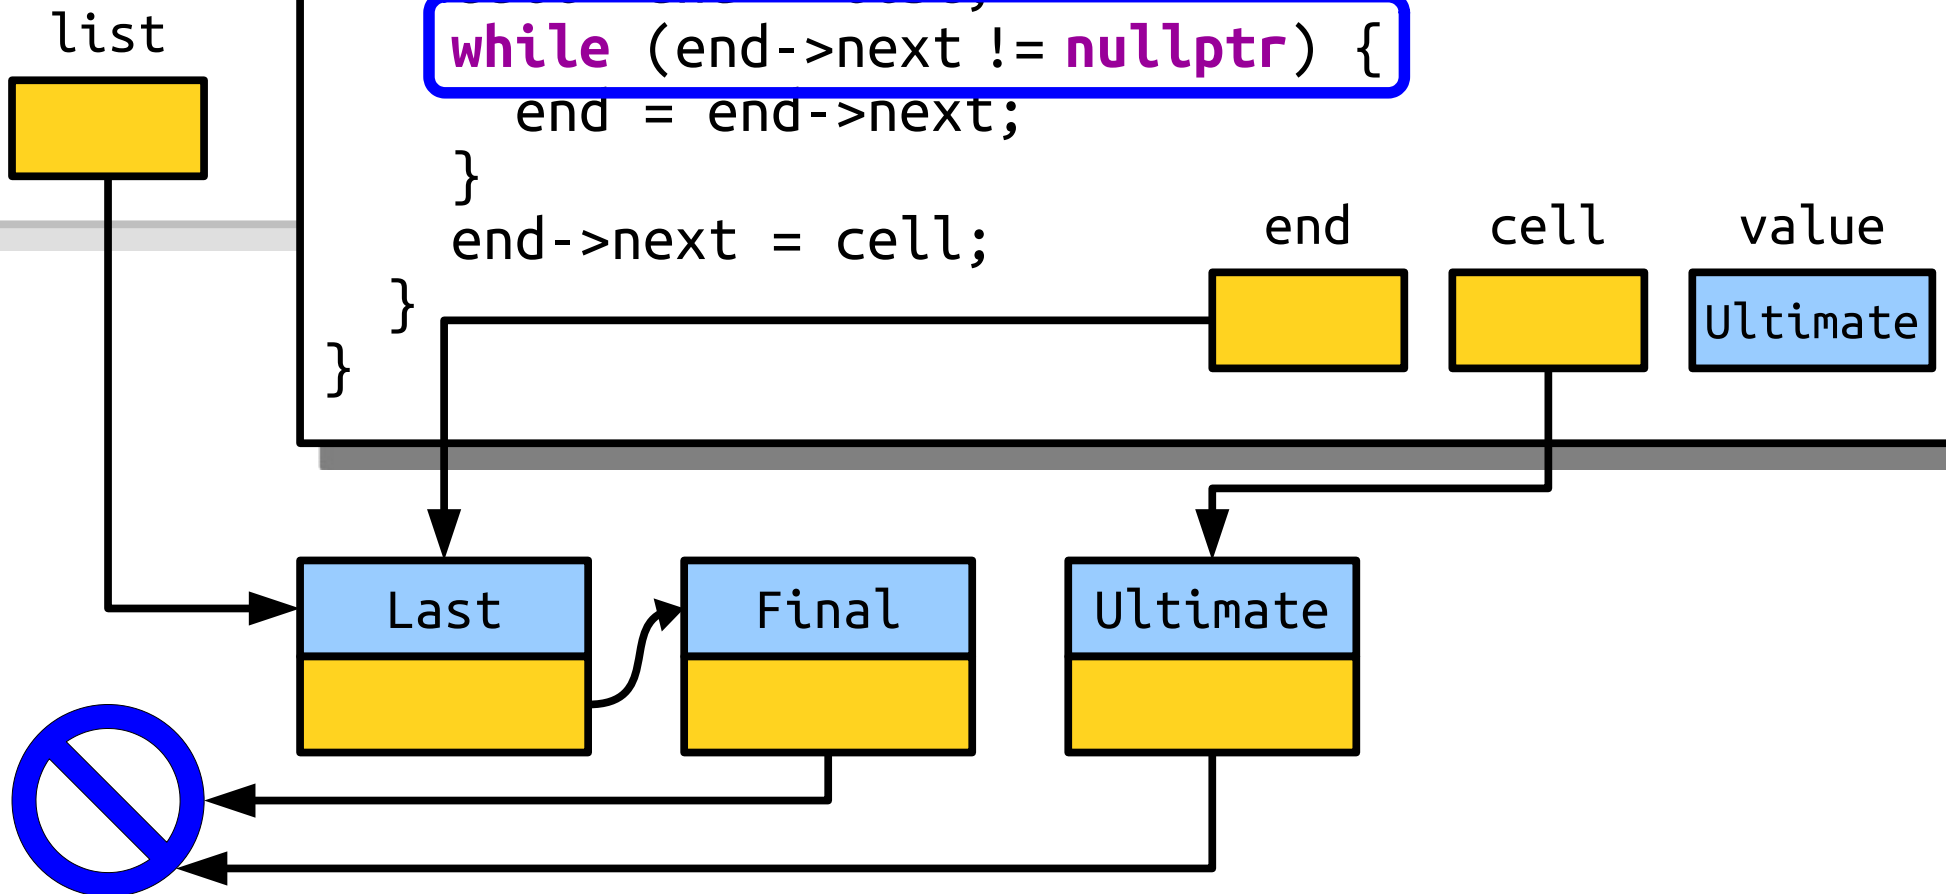 list
while (end->next != nullptr) {
end = end->next;
}
end->next = cell;
}
}
end
cell
value
Ultimate
Last
Final
Ultimate